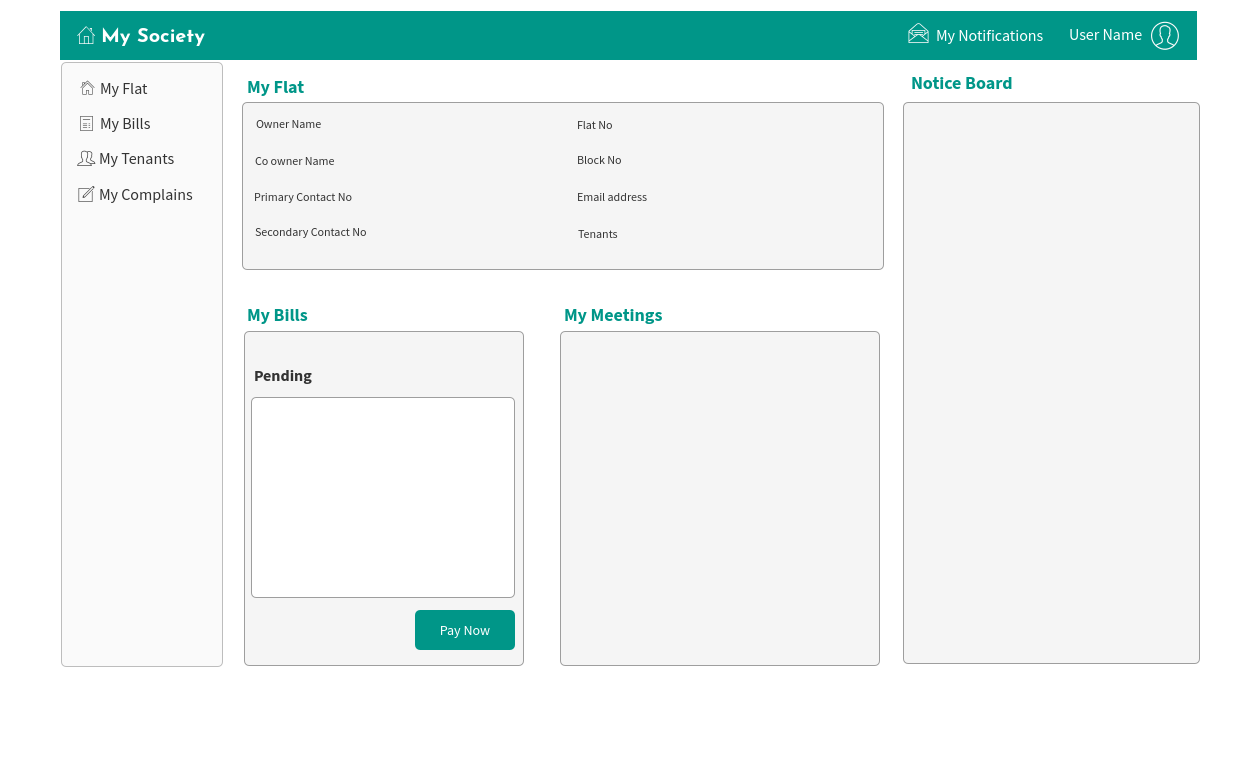 My Society
My Notifications
User Name
My Flat
My Bills
My Tenants
My Complains
My Flat
Owner Name
Flat No
Co owner Name
Block No
Primary Contact No
Email address
Secondary Contact No
Tenants
My Bills
Pending
Pay Now
My Meetings
Notice Board